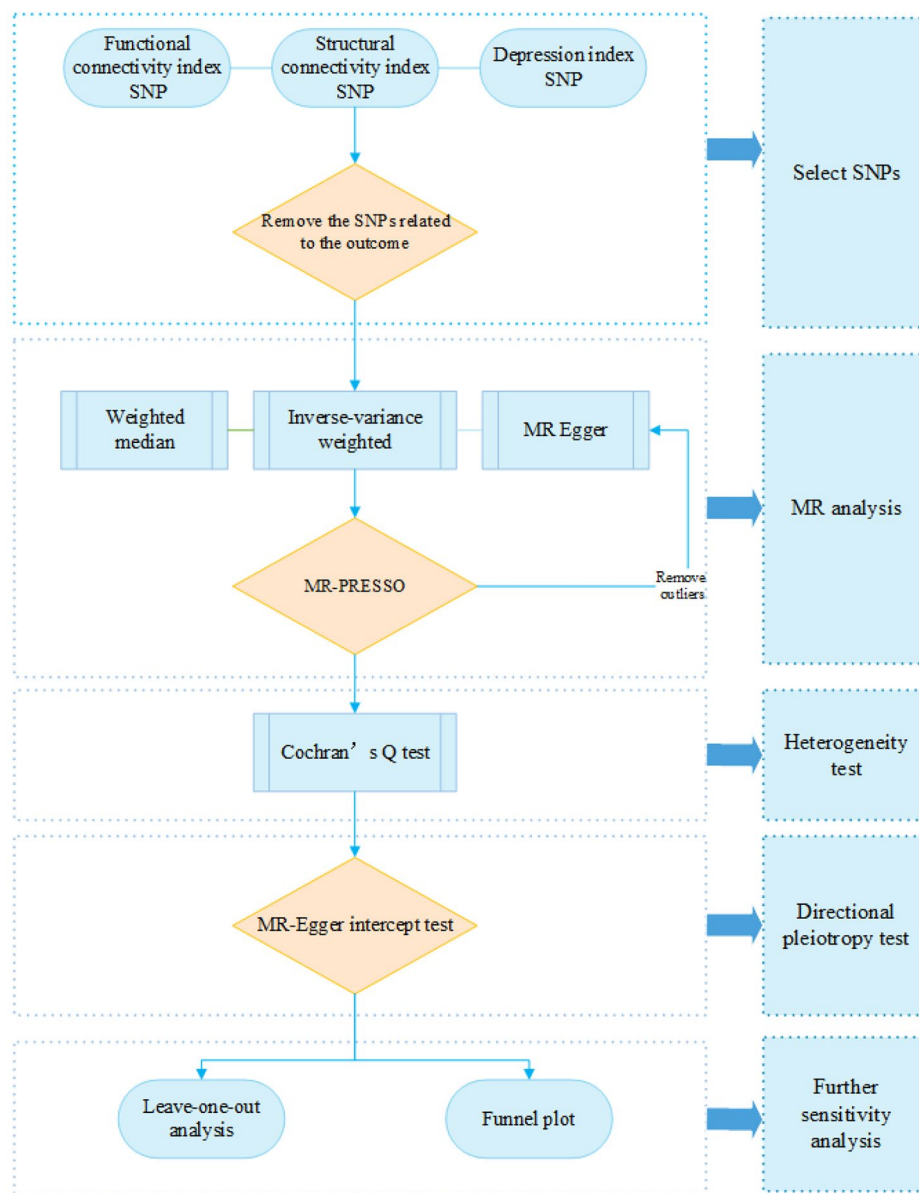 Functional
connectivity index
SNP
Structural
connectivity index
SNP
Depression index
SNP
Select SNPs
Remove the SNPs related
to the outcome
Weighted
median
Inverse-variance
weighted
MR Egger
MR analysis
MR-PRESSO
Remove
outliers
Cochran’s Q test
Heterogeneity
test
MR-Egger intercept test
Directional
pleiotropy test
Leave-one-out
analysis
Funnel plot
Further
sensitivity
analysis